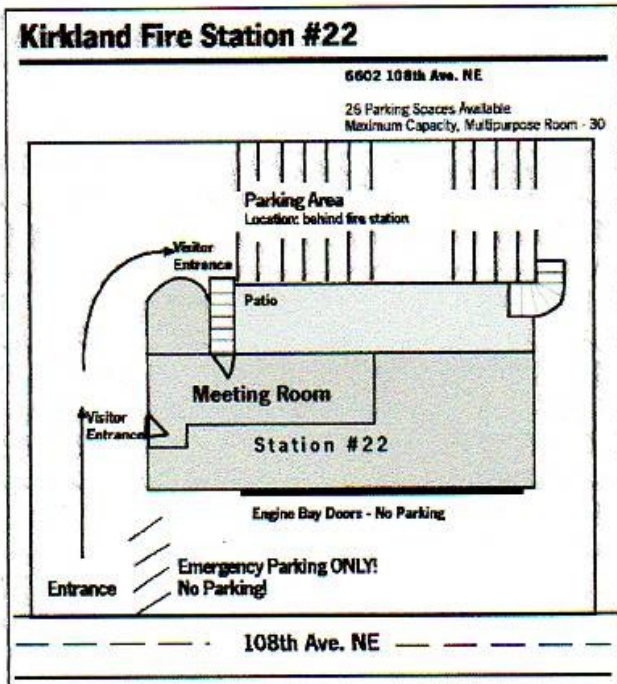 Kirkland Fire Station #22
6602 108th Ave. NE
26 Parking Spaces Available
Maximum Capacity, Multipurpose Room - 30
Parking Area
Location: behind fire station
Visitor
Entrance
Patio
Meeting Room
Visitor
Entrance
Station #22
Engine Bay Doors - No Parking
Emergency Parking ONLY!
No Parking!
Entrance
108th Ave. NE